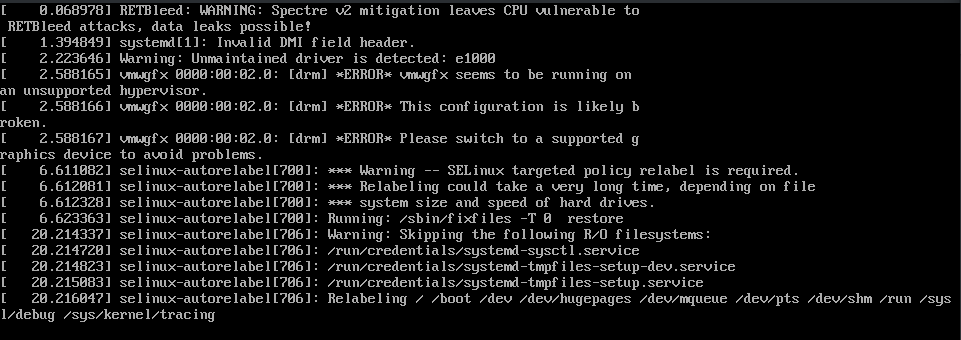 [    0.068978] RETBleed: WARNING: Spectre v2 mitigation leaves CPU vulnerable to
 RETBleed attacks, data leaks possible!
[    1.394849] systemd[1]: Invalid DMI field header.
[    2.223646] Warning: Unmaintained driver is detected: e1000
[    2.588165] vmwgfx 0000:00:02.0: [drm] *ERROR* vmwgfx seems to be running on
an unsupported hypervisor.
[    2.588166] vmwgfx 0000:00:02.0: [drm] *ERROR* This configuration is likely b
roken.
[    2.588167] vmwgfx 0000:00:02.0: [drm] *ERROR* Please switch to a supported g
raphics device to avoid problems.
[    6.611082] selinux-autorelabel[700]: *** Warning -- SELinux targeted policy relabel is required.
[    6.612081] selinux-autorelabel[700]: *** Relabeling could take a very long time, depending on file
[    6.612328] selinux-autorelabel[700]: *** system size and speed of hard drives.
[    6.623363] selinux-autorelabel[700]: Running: /sbin/fixfiles -T 0  restore
[   20.214337] selinux-autorelabel[706]: Warning: Skipping the following R/O filesystems:
[   20.214720] selinux-autorelabel[706]: /run/credentials/systemd-sysctl.service
[   20.214823] selinux-autorelabel[706]: /run/credentials/systemd-tmpfiles-setup-dev.service
[   20.215083] selinux-autorelabel[706]: /run/credentials/systemd-tmpfiles-setup.service
[   20.216047] selinux-autorelabel[706]: Relabeling / /boot /dev /dev/hugepages /dev/mqueue /dev/pts /dev/shm /run /sys
l/debug /sys/kernel/tracing